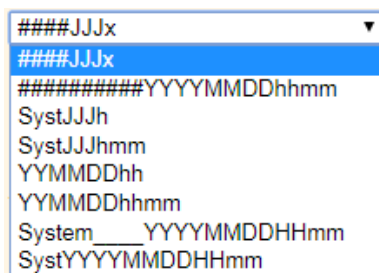 ####JJJx
####JJJx
##########YYYYMMDDhhmm
SystJJJh
SystJJJhmm
YYMMDDhh
YYMMDDhhmm
System____YYYYMMDDHHmm
SystYYYYMMDDHHmm